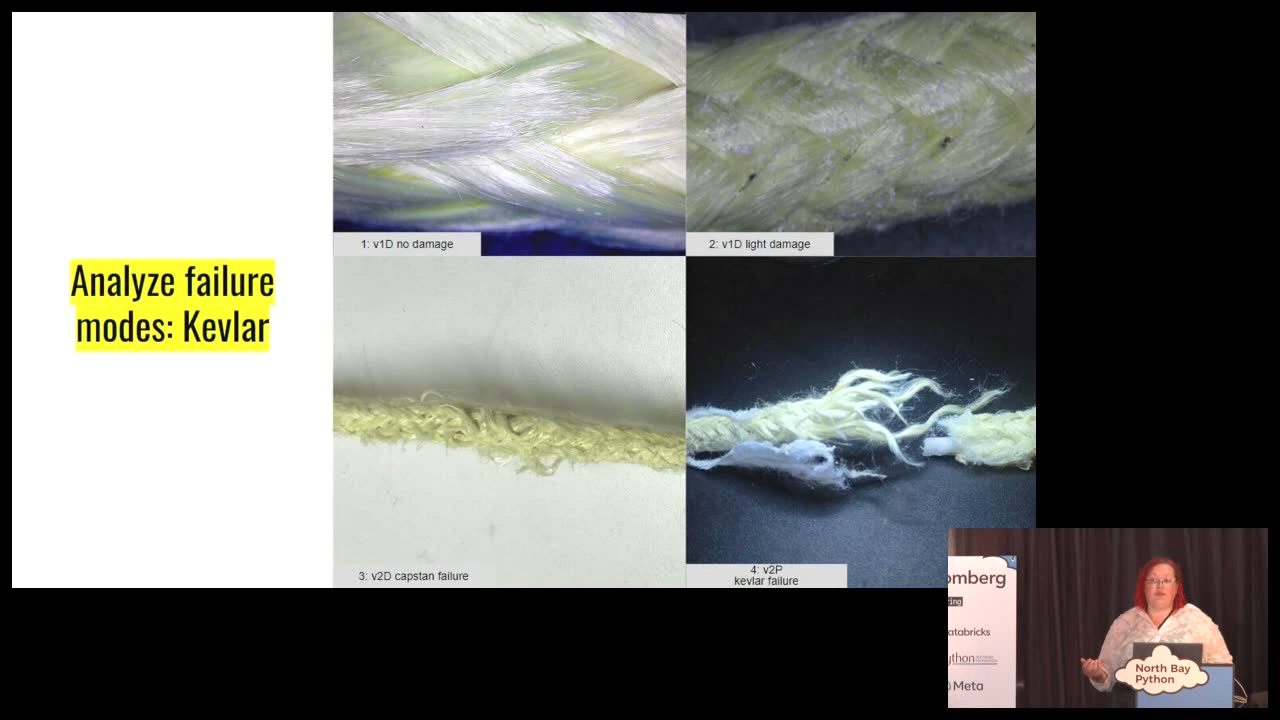 Analyze failure
modes: Kevlar
1: v1D no damage
2: v1D light damage
3: v2D capstan failure
4: v2P
kevlar failure
omberg
ring
atabricks
ython
Meta
North Bay
Python